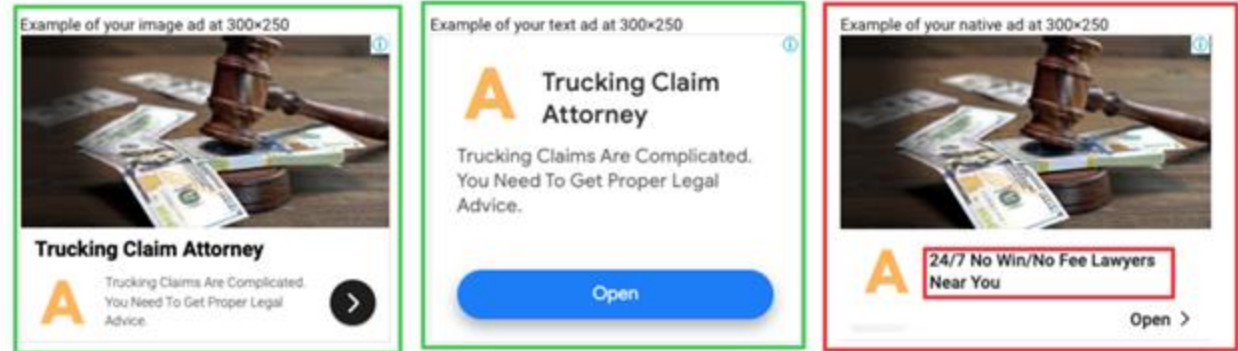 Example of your image ad at 300×250
Trucking Claim Attorney
A
Trucking Claims Are Complicated.
You Need To Get Proper Legal
Advice.
Example of your text ad at 300×250
A
Trucking Claim
Attorney
Trucking Claims Are Complicated.
You Need To Get Proper Legal
Advice.
Open
Example of your native ad at 300×250
A
24/7 No Win/No Fee Lawyers
Near You
Open >